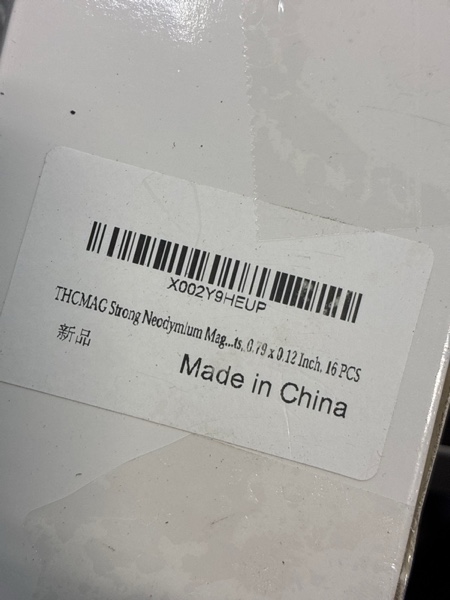 X002Y9HEUP
THCMAG Strong Neodymium Mag...ts, 0.79 x 0.12 Inch, 16 PCS
新品
Made in China